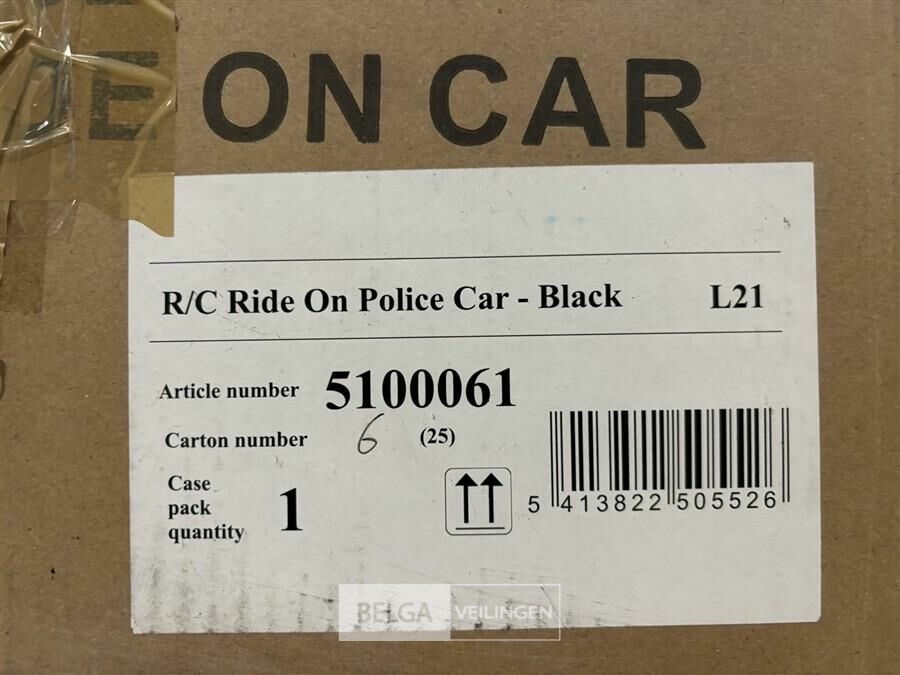 DE ON CAR
R/C Ride On Police Car - Black L21
Article number 5100061
Carton number 6 (25)
Case
pack
quantity 1
5 413822 505526
BELGA VEILINGEN